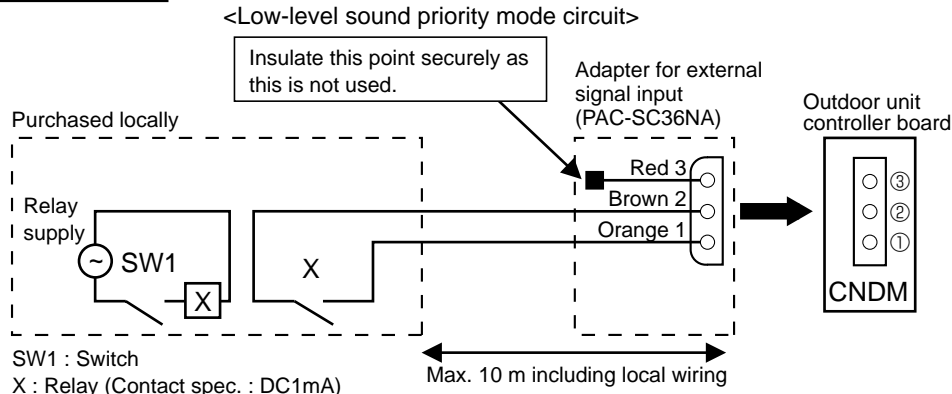 <Low-level sound priority mode circuit>
Insulate this point securely as
this is not used.
Adapter for external
signal input
(PAC-SC36NA)
Outdoor unit
controller board
Purchased locally
Red 3
Brown 2
Orange 1
③
②
①
CNDM
Relay
supply
~
SW1
X
X
SW1 : Switch
X : Relay (Contact spec. : DC1mA)
Max. 10 m including local wiring